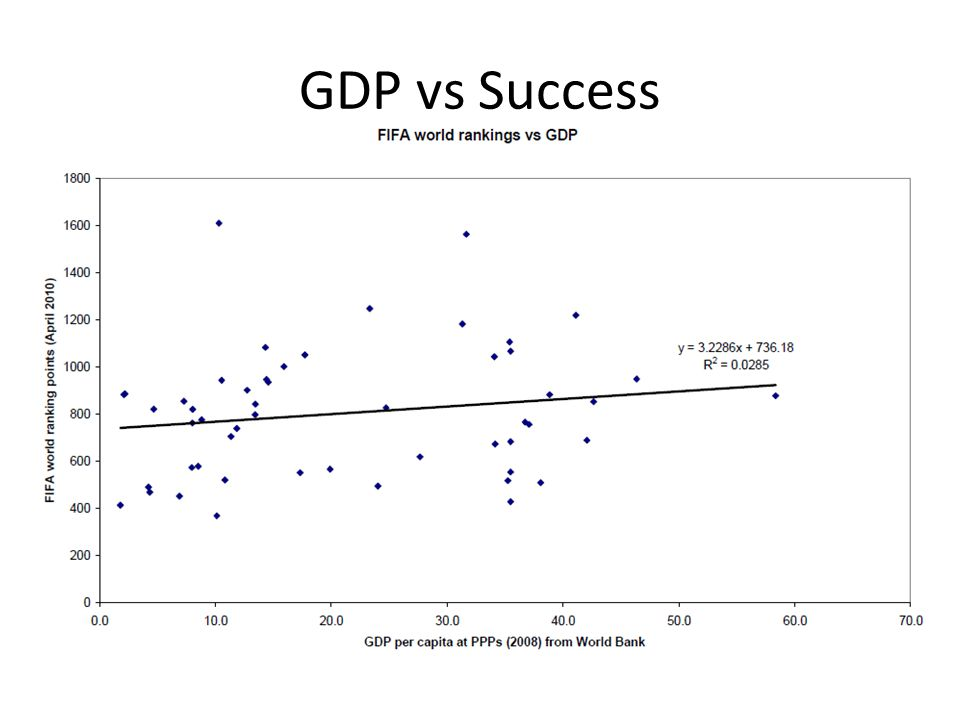 GDP vs Success
FIFA world rankings vs GDP
1800
1600
1400
1200
1000
800
600
400
200
0
FIFA world ranking points (April 2010)
y = 3.2286x + 736.18
R² = 0.0285
0.0 10.0 20.0 30.0 40.0 50.0 60.0 70.0
GDP per capita at PPPs (2008) from World Bank